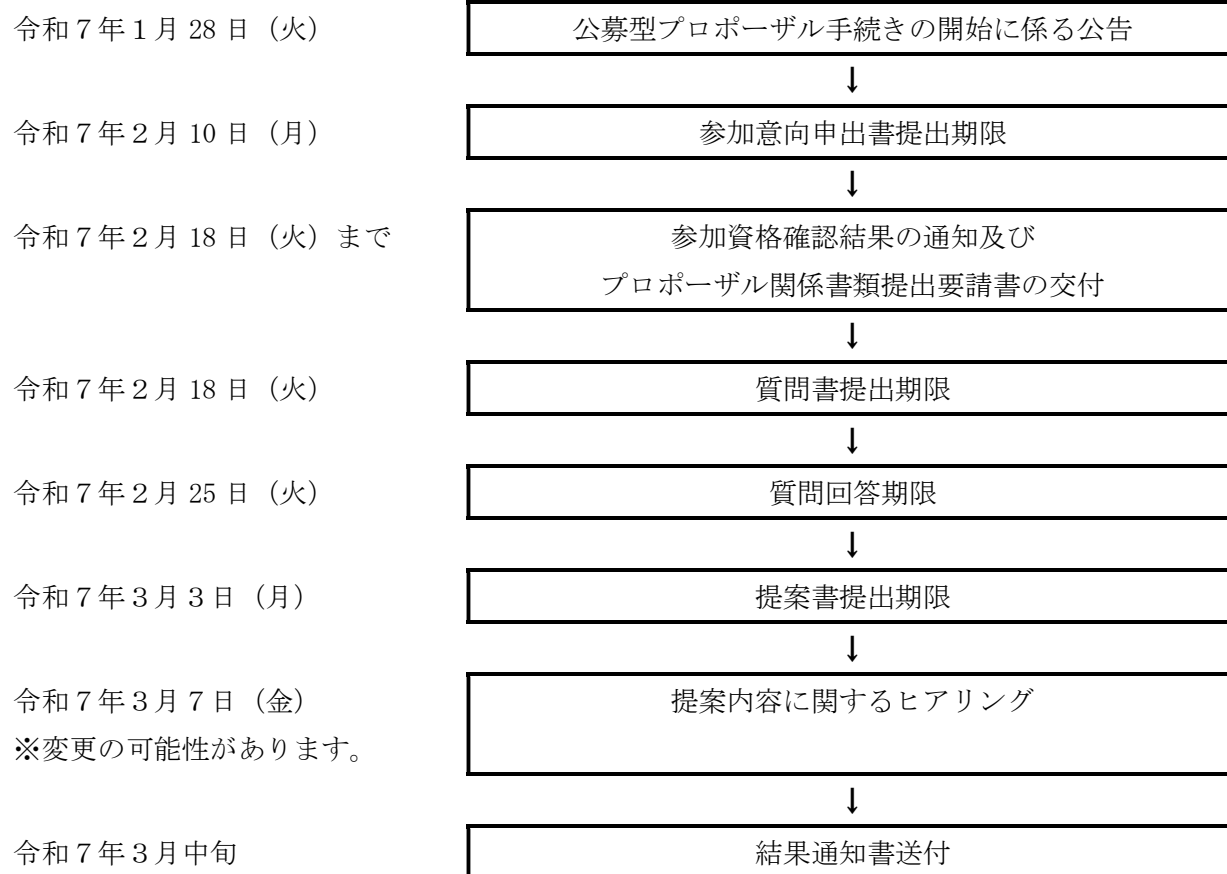 令和７年１月 28 日（火） 公募型プロポーザル手続きの開始に係る公告
↓
令和７年２月 10 日（月） 参加意向申出書提出期限
↓
令和７年２月 18 日（火）まで 参加資格確認結果の通知及び
プロポーザル関係書類提出要請書の交付
↓
令和７年２月 18 日（火） 質問書提出期限
↓
令和７年２月 25 日（火） 質問回答期限
↓
令和７年３月３日（月） 提案書提出期限
↓
令和７年３月７日（金） 提案内容に関するヒアリング
※変更の可能性があります。
↓
令和７年３月中旬 結果通知書送付